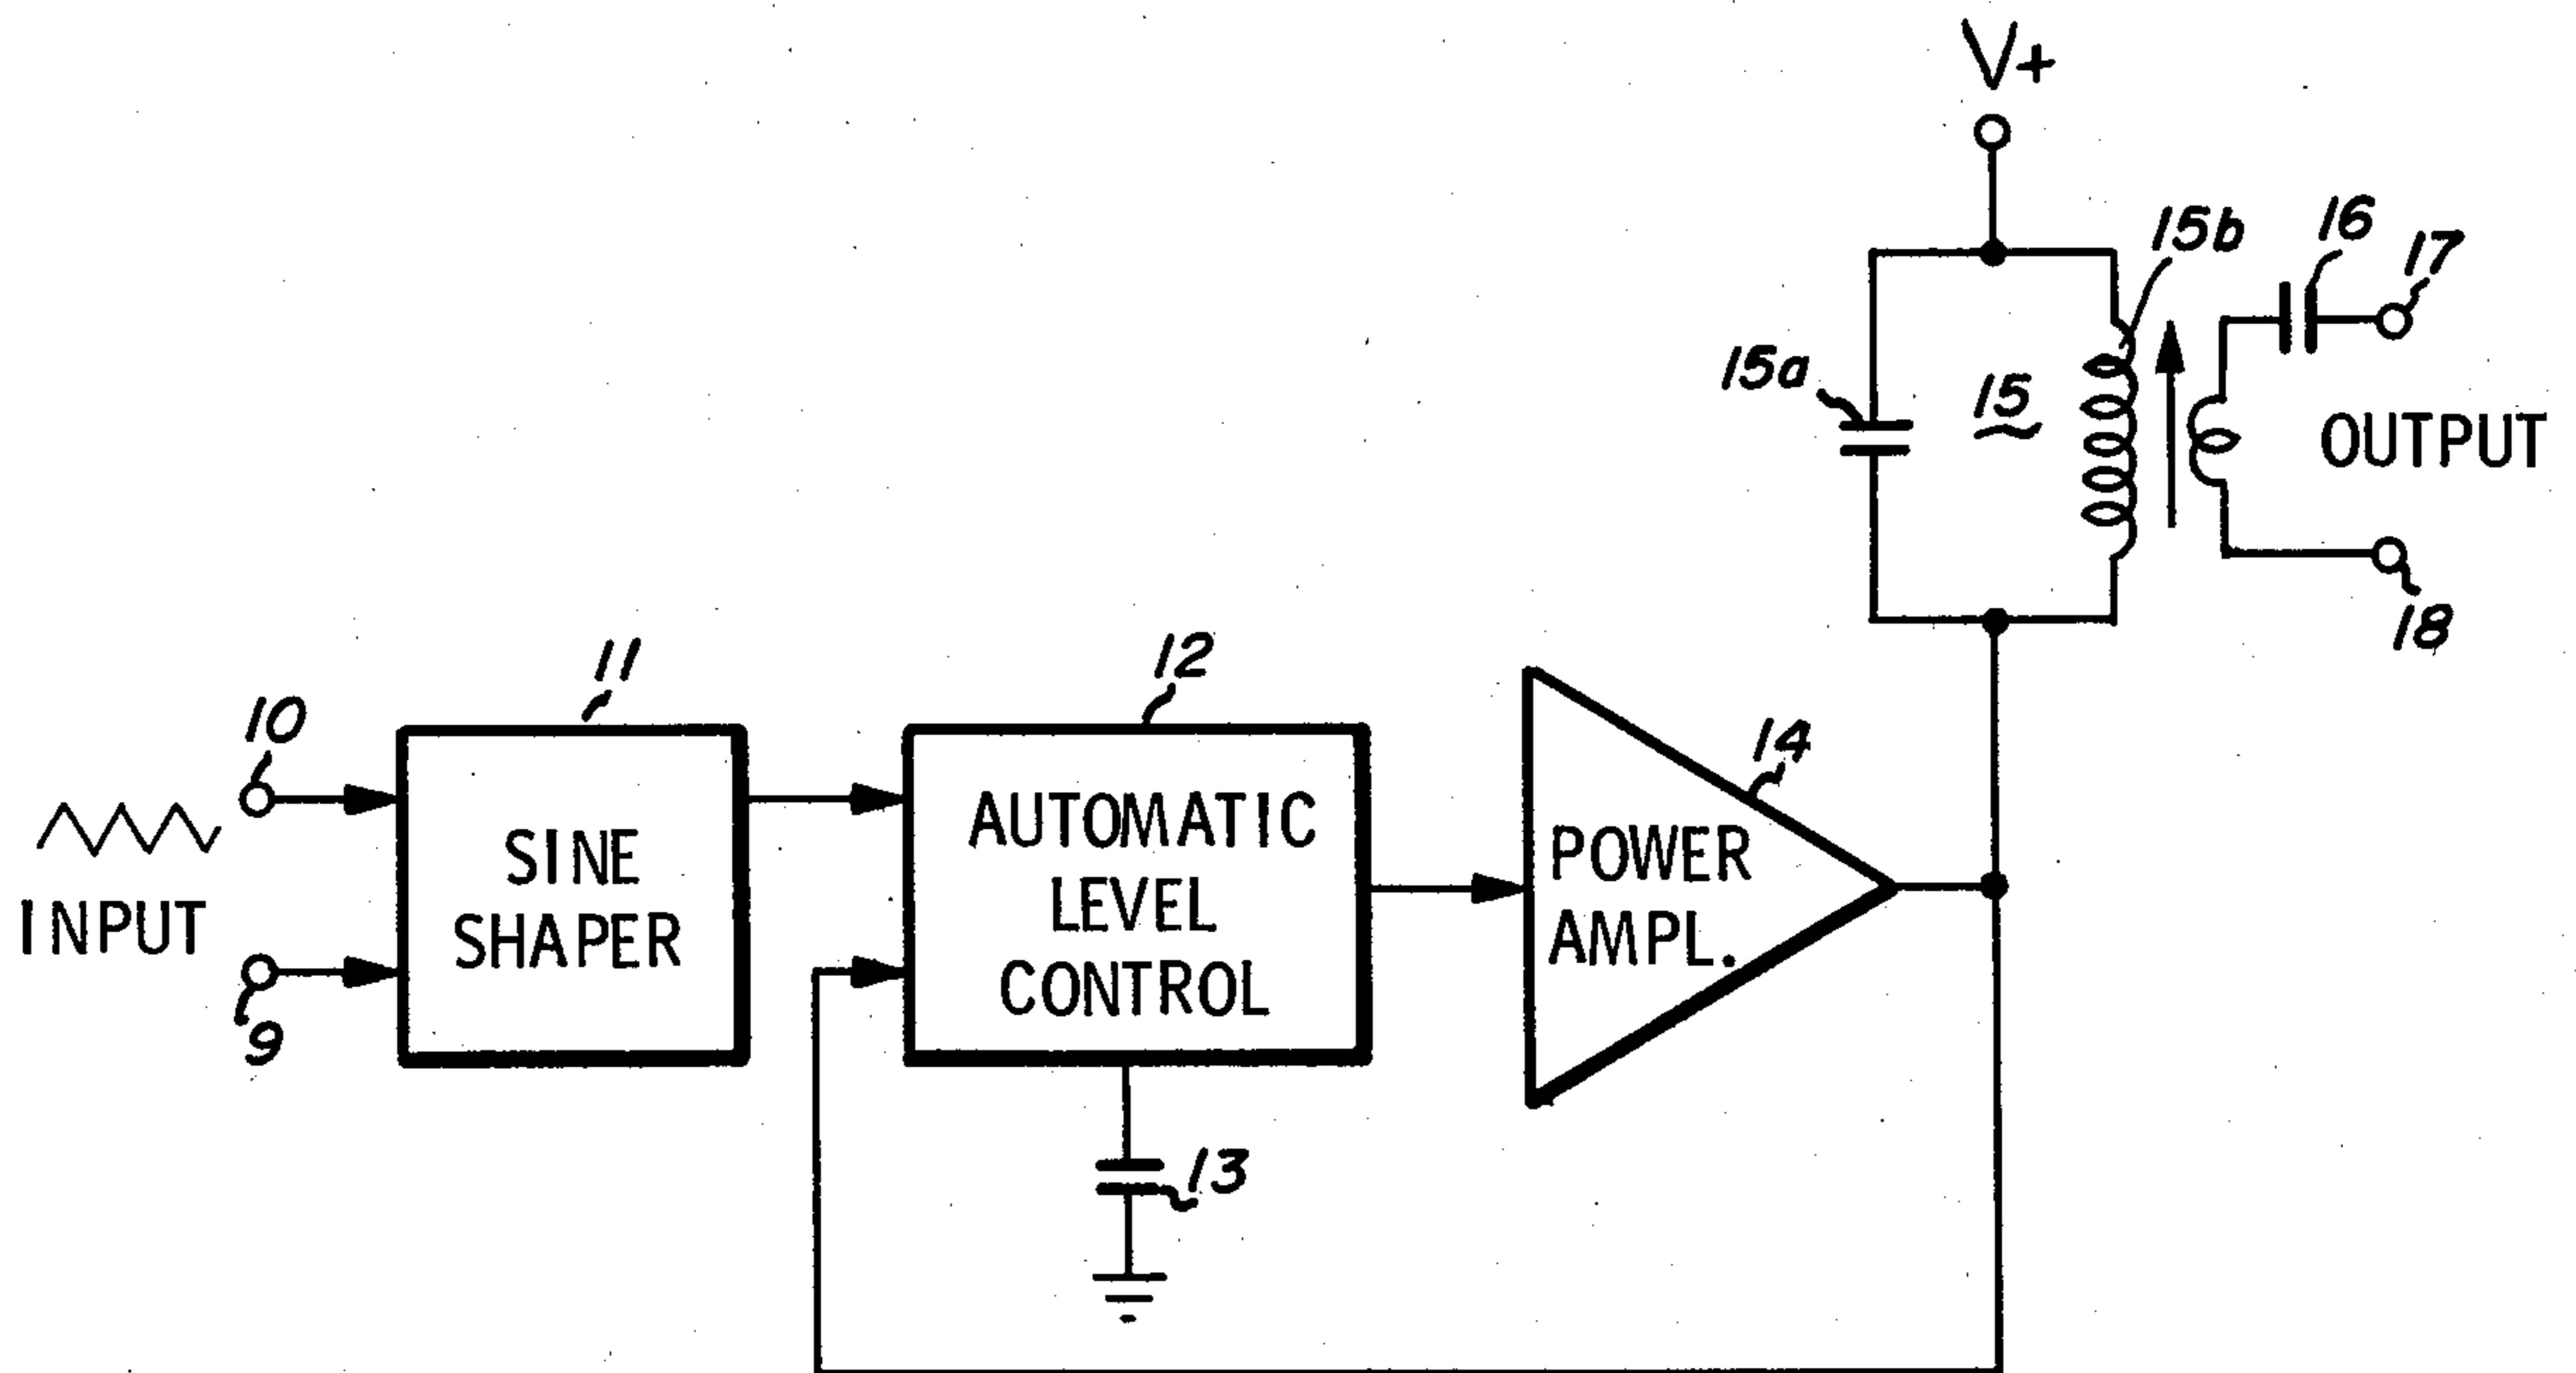 V+
15b
16
17
15a
15
OUTPUT
18
11
12
10
14
SINE
SHAPER
AUTOMATIC
LEVEL
CONTROL
POWER
AMPL.
INPUT
9
13